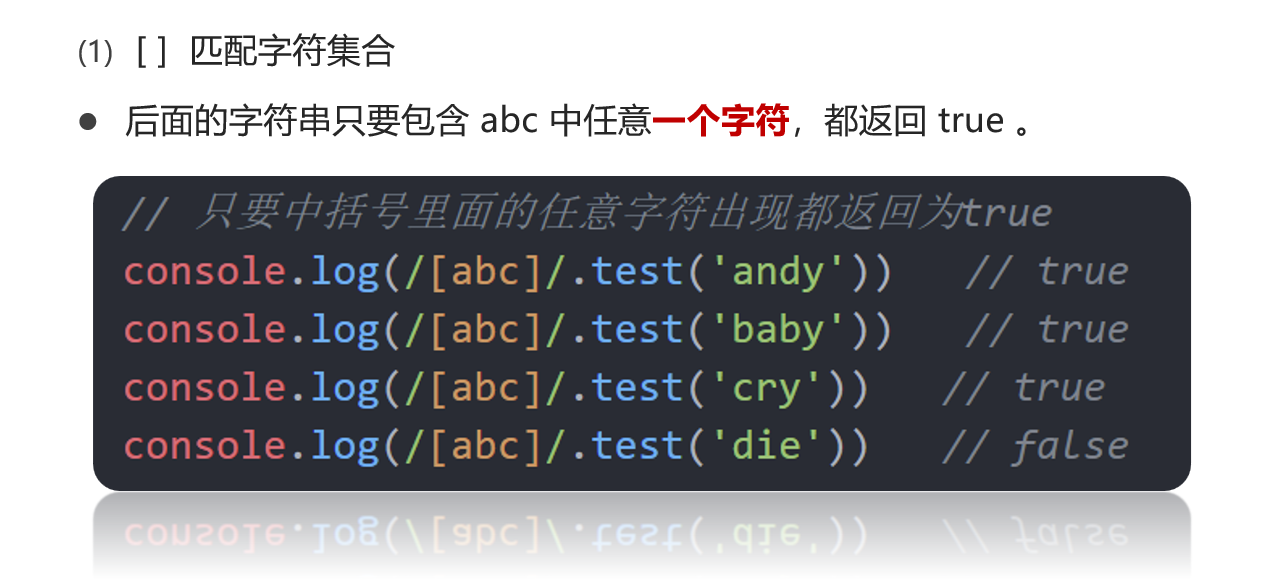 (1) [ ] 匹配字符集合
● 后面的字符串只要包含 abc 中任意一个字符，都返回 true 。
// 只要中括号里面的任意字符出现都返回为true
console.log(/[abc]/.test('andy')) // true
console.log(/[abc]/.test('baby')) // true
console.log(/[abc]/.test('cry')) // true
console.log(/[abc]/.test('die')) // false